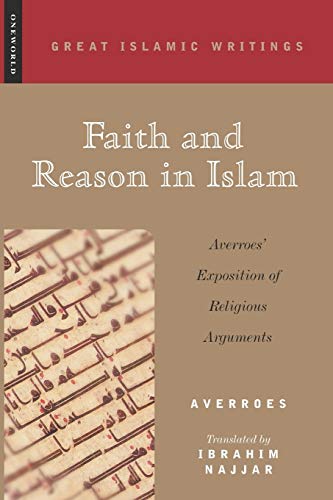 ONEWORLD
GREAT ISLAMIC WRITINGS
Faith and
Reason in Islam
Averroes'
Exposition of
Religious
Arguments
AVERROES
Translated by
IBRAHIM
NAJJAR